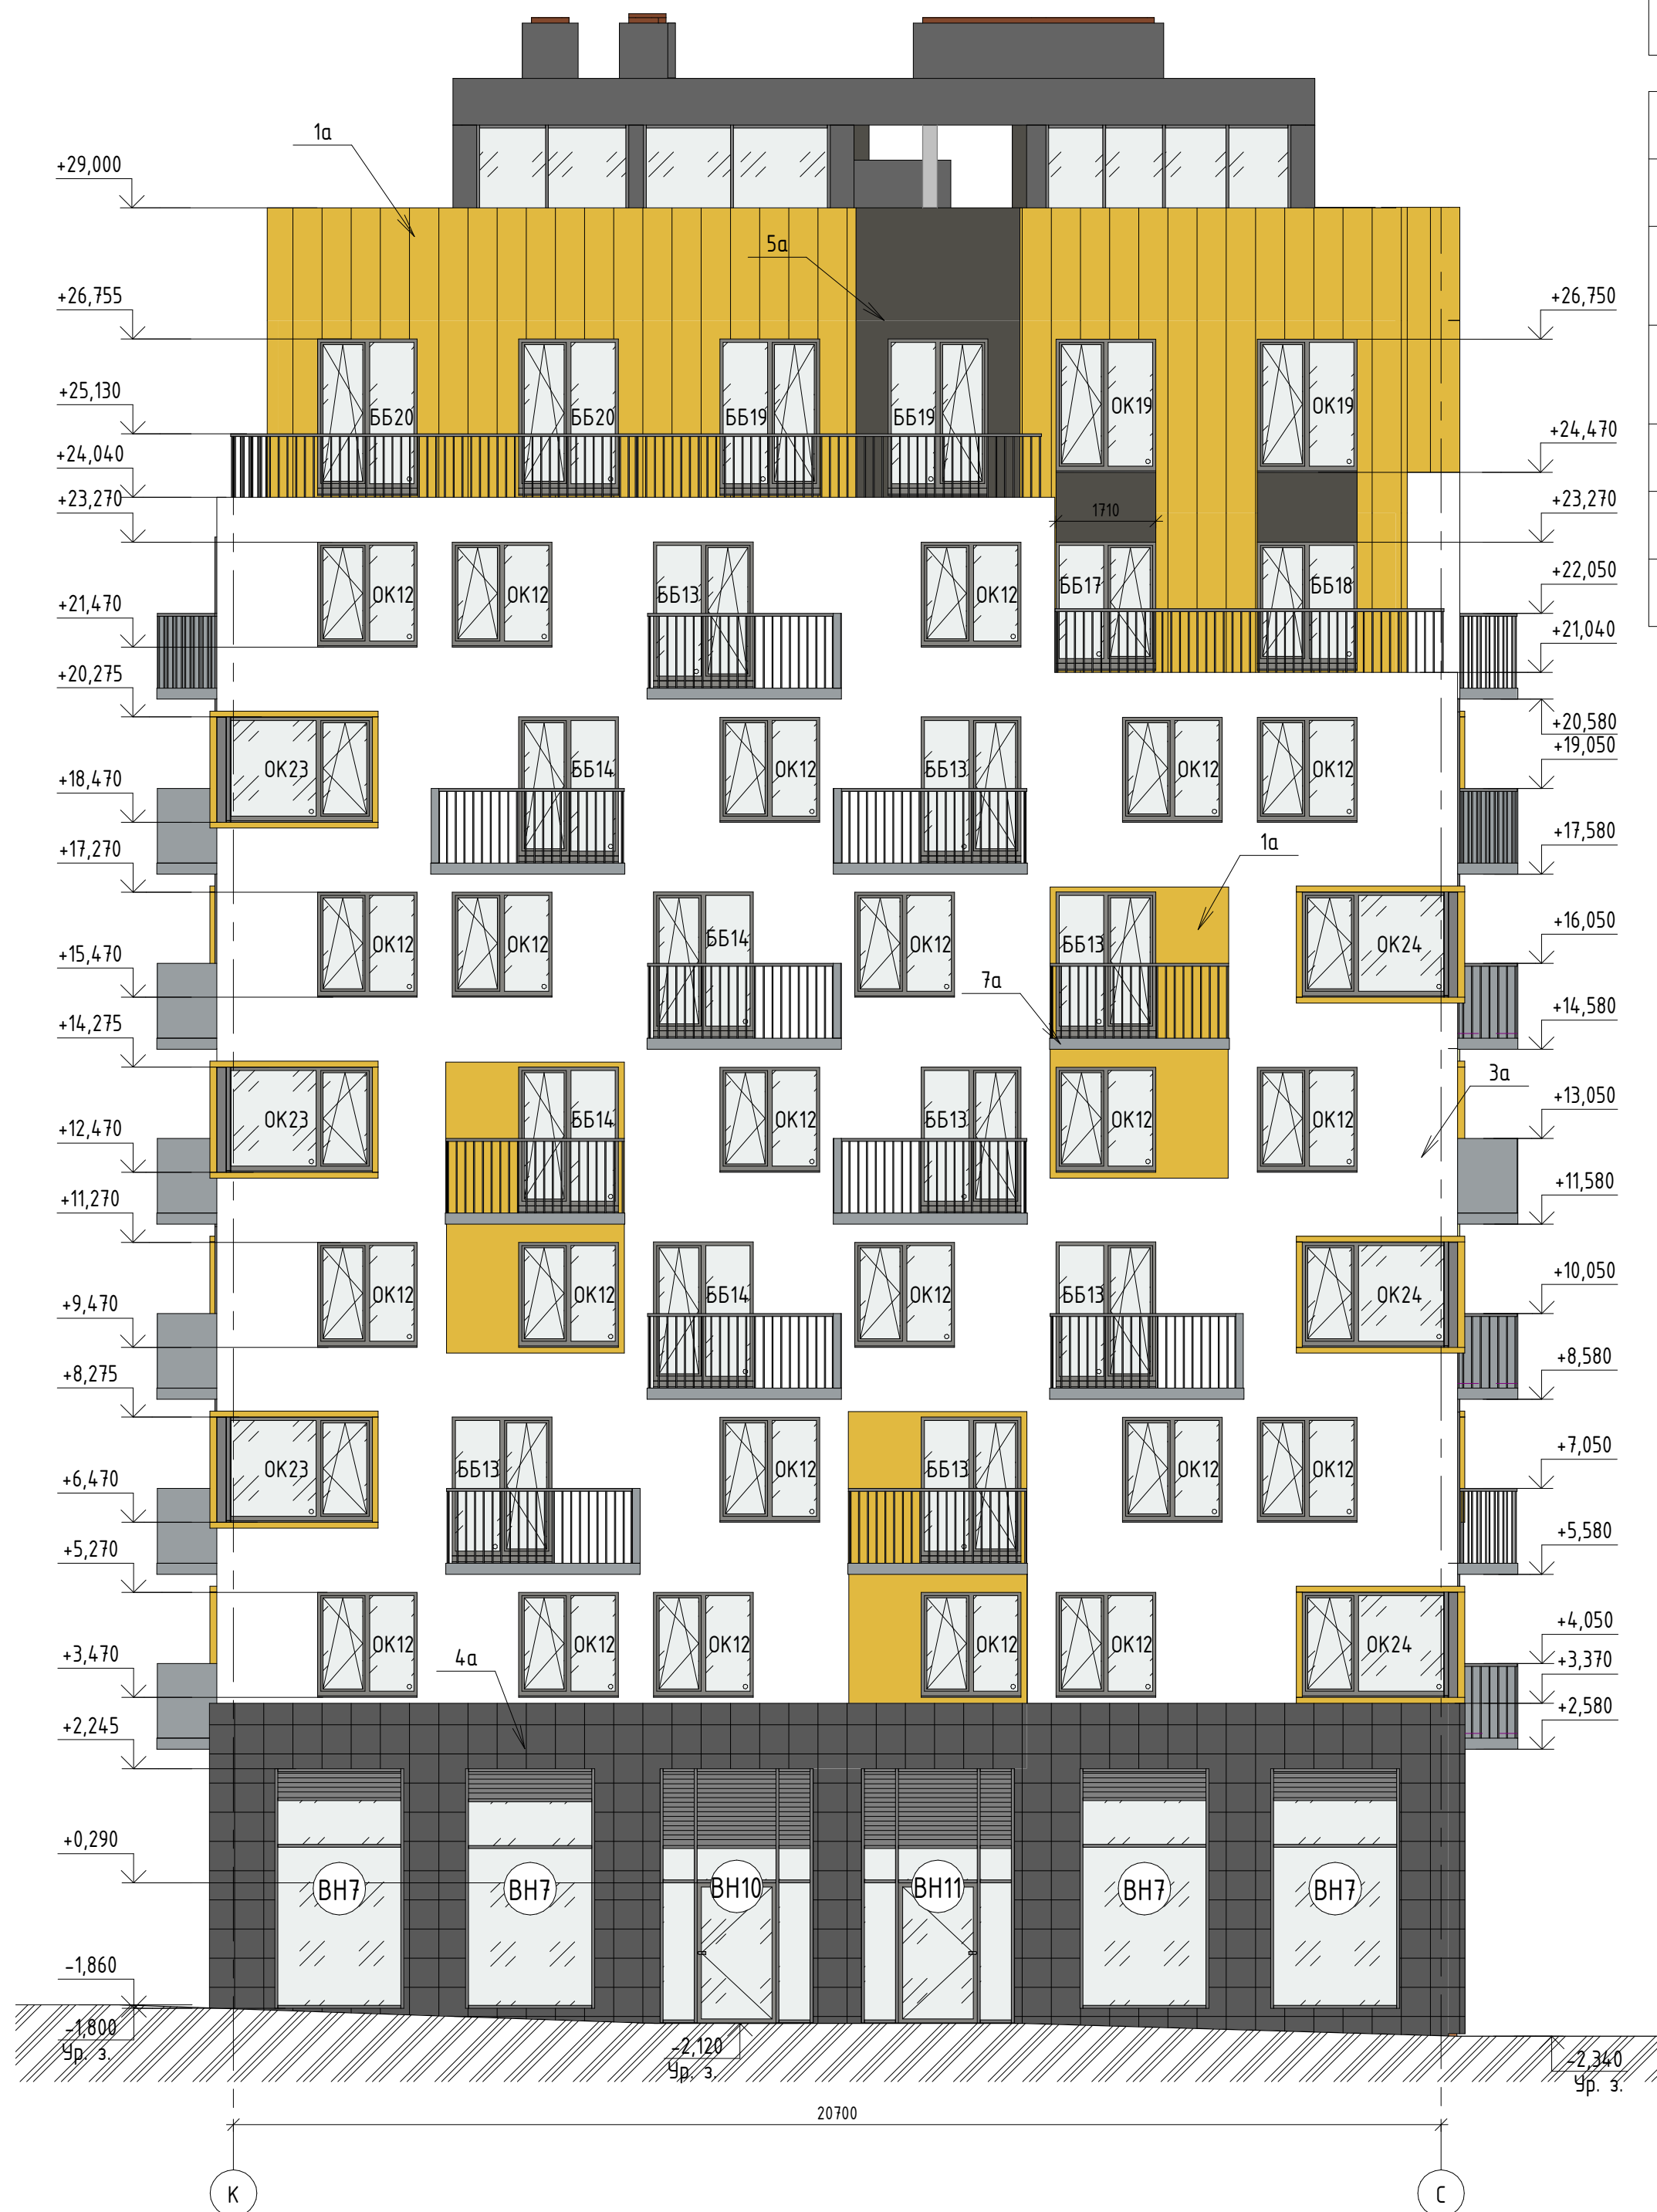 1а
+29,000
5а
+26,755
+26,750
+25,130
ББ20
ББ20
ББ19
ББ19
ОК19
ОК19
+24,470
+24,040
+23,270
1710
+23,270
ОК12
ОК12
ББ13
ОК12
ББ17
ББ18
+22,050
+21,470
+21,040
+20,275
+20,580
+19,050
ОК23
ББ14
ОК12
ББ13
ОК12
ОК12
+18,470
+17,580
+17,270
1а
ОК12
ОК12
ББ14
ОК12
ББ13
ОК24
+16,050
+15,470
7а
+14,580
+14,275
3а
ОК23
ББ14
ОК12
ББ13
ОК12
ОК12
+13,050
+12,470
+11,580
+11,270
ОК12
ОК12
ББ14
ОК12
ББ13
ОК24
+10,050
+9,470
+8,580
+8,275
ОК23
ББ13
ОК12
ББ13
ОК12
ОК12
+7,050
+6,470
+5,580
+5,270
ОК12
ОК12
ОК12
ОК12
ОК12
ОК24
+4,050
+3,470
4а
+3,370
+2,580
+2,245
+0,290
ВН7
ВН7
ВН10
ВН11
ВН7
ВН7
-1,860
-1,800
Ур. з.
-2,120
Ур. з.
-2,340
Ур. з.
20700
К
С